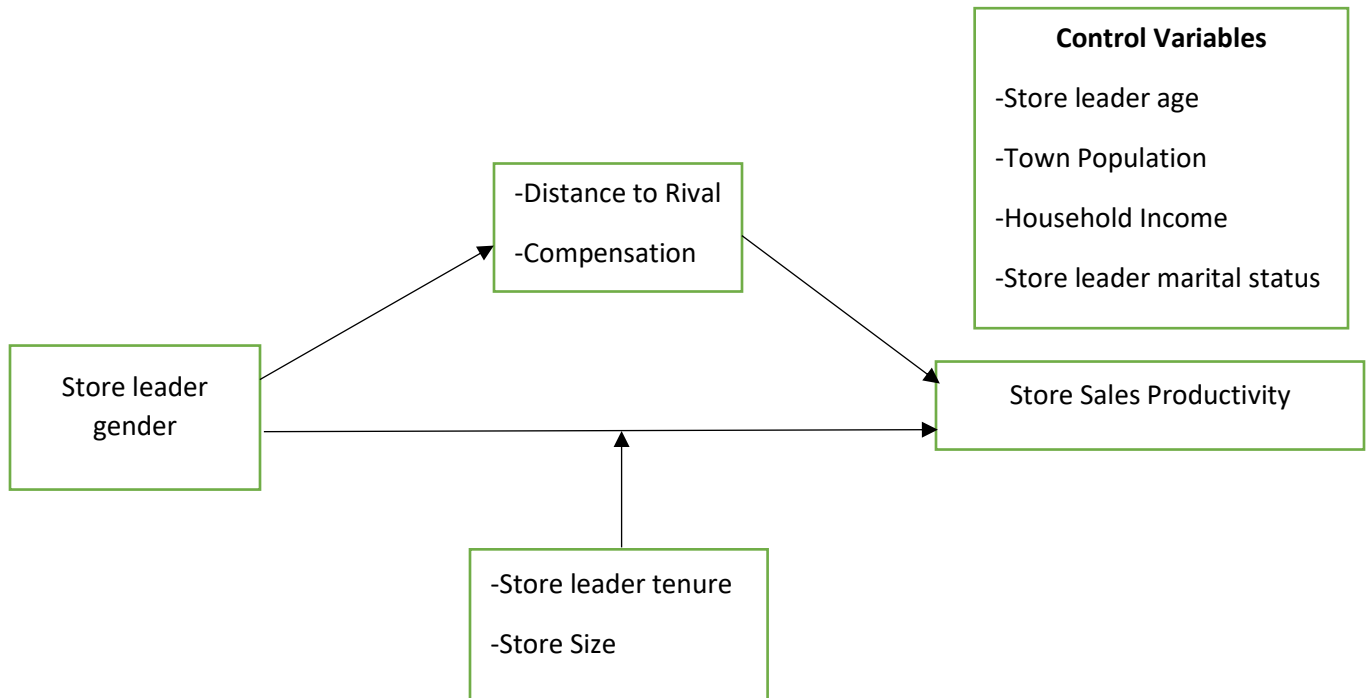 Control Variables
-Store leader age
-Town Population
-Household Income
-Store leader marital status
-Distance to Rival
-Compensation
Store leader
gender
Store Sales Productivity
-Store leader tenure
-Store Size